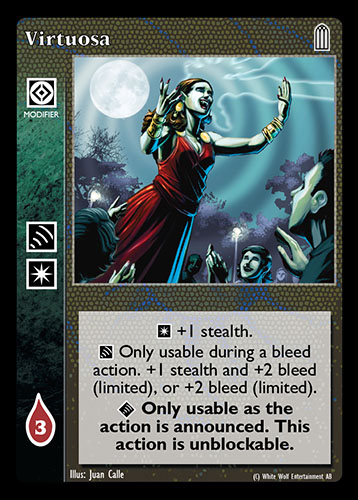 Virtuosa
MODIFIER
+1 stealth.
Only usable during a bleed
action. +1 stealth and +2 bleed
(limited), or +2 bleed (limited).
Only usable as the
action is announced. This
action is unblockable.
3
Illus: Juan Calle
(C) White Wolf Entertainment AB